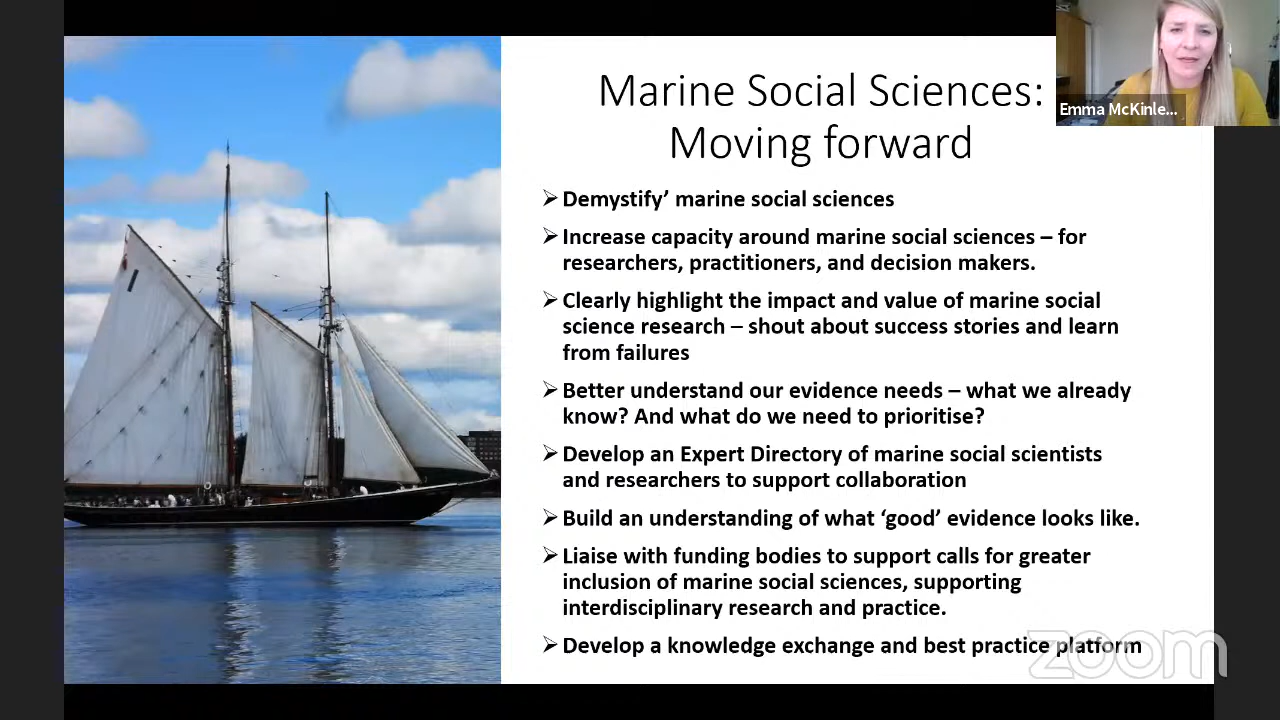 Marine Social Sciences:
Moving forward
Emma McKinle...
➢ Demystify’ marine social sciences
➢ Increase capacity around marine social sciences – for
researchers, practitioners, and decision makers.
➢ Clearly highlight the impact and value of marine social
science research – shout about success stories and learn
from failures
➢ Better understand our evidence needs – what we already
know? And what do we need to prioritise?
➢ Develop an Expert Directory of marine social scientists
and researchers to support collaboration
➢ Build an understanding of what ‘good’ evidence looks like.
➢ Liaise with funding bodies to support calls for greater
inclusion of marine social sciences, supporting
interdisciplinary research and practice.
➢ Develop a knowledge exchange and best practice platform
zoom